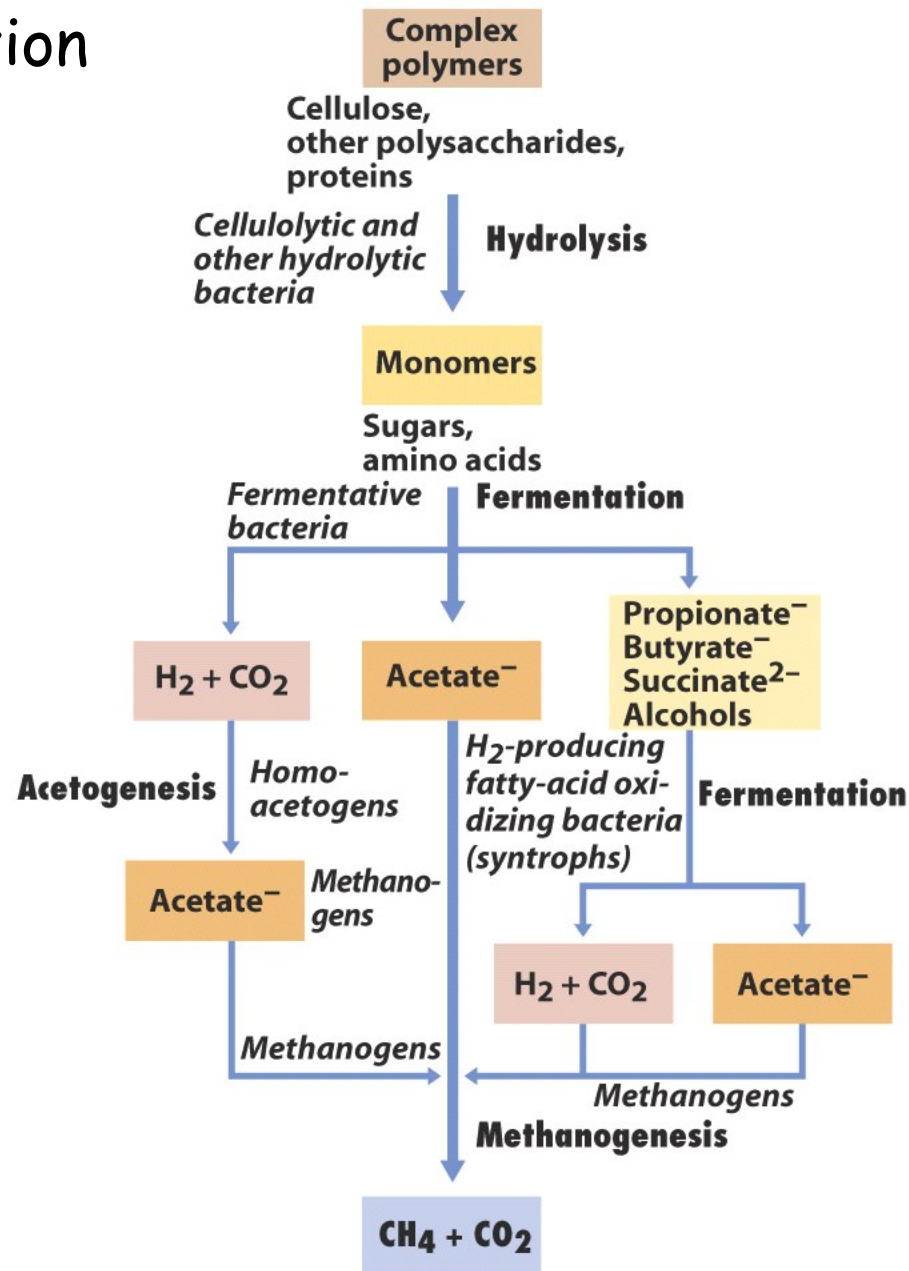 Complex
polymers
Cellulose,
other polysaccharides,
proteins
Cellulolytic and
other hydrolytic
bacteria
Hydrolysis
Monomers
Sugars,
amino acids
Fermentative
bacteria
Fermentation
H₂ + CO₂
Acetate⁻
Propionate⁻
Butyrate⁻
Succinate²⁻
Alcohols
Acetogenesis
Homo-
acetogens
H₂-producing
fatty-acid oxi-
dizing bacteria
(syntrophs)
Fermentation
Acetate⁻
Methano-
gens
H₂ + CO₂
Acetate⁻
Methanogens
Methanogens
Methanogenesis
CH₄ + CO₂